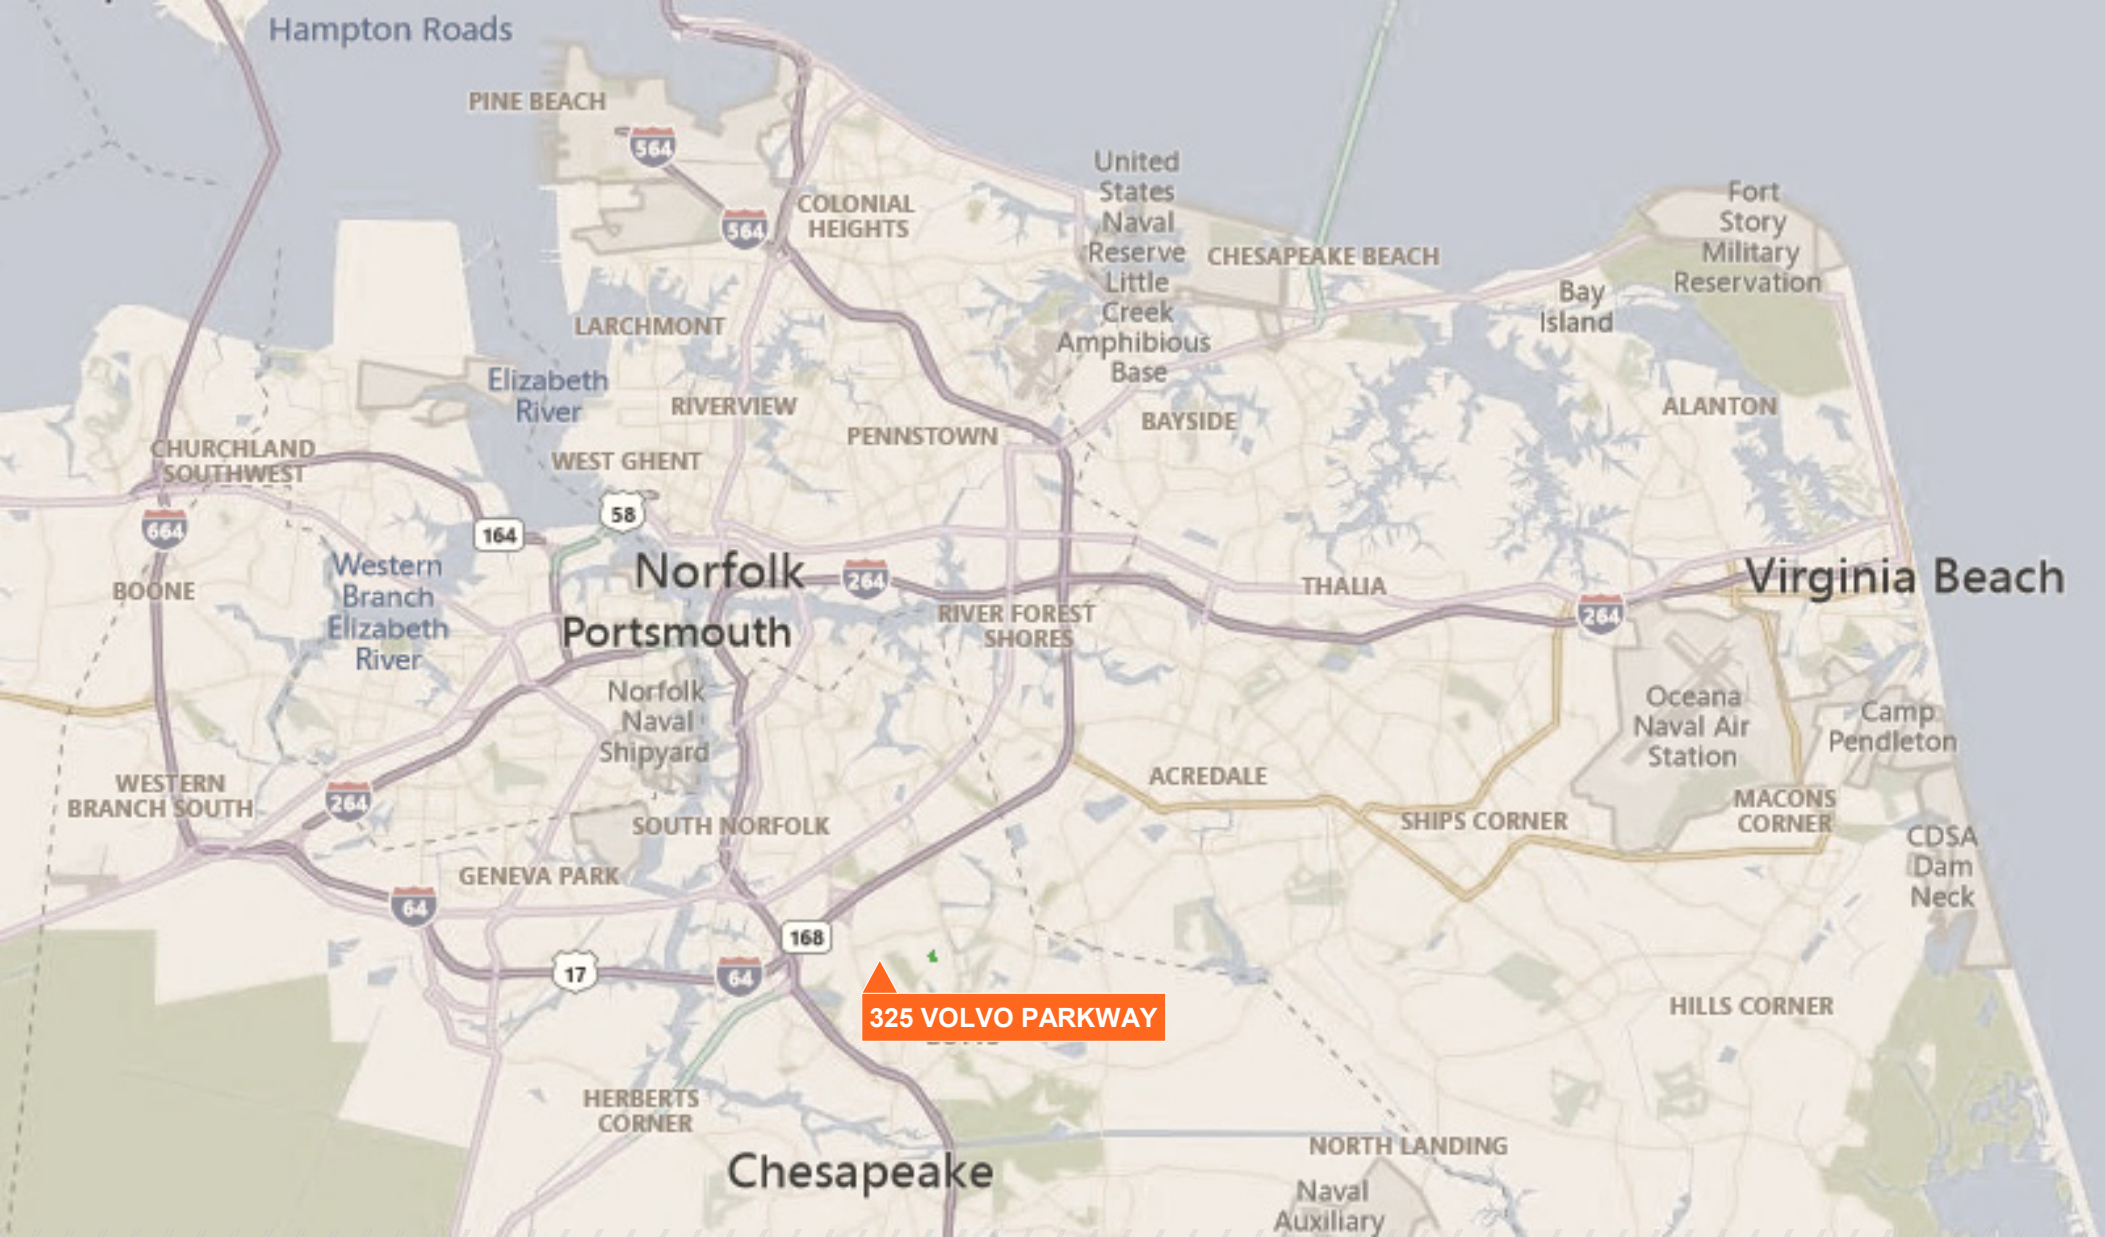 Hampton Roads
PINE BEACH
564
564
COLONIAL
HEIGHTS
United
States
Naval
Reserve
Little
Creek
Amphibious
Base
CHESAPEAKE BEACH
Fort
Story
Military
Reservation
Bay
Island
LARCHMONT
Elizabeth
River
RIVERVIEW
PENNSTOWN
BAYSIDE
ALANTON
CHURCHLAND
SOUTHWEST
WEST GHENT
664
164
58
Norfolk
264
Virginia Beach
Western
Branch
Elizabeth
River
BOONE
THALIA
264
RIVER FOREST
SHORES
Portsmouth
Norfolk
Naval
Shipyard
Oceana
Naval Air
Station
Camp
Pendleton
WESTERN
BRANCH SOUTH
264
ACREDALE
SOUTH NORFOLK
SHIPS CORNER
MACONS
CORNER
CDSA
Dam
Neck
GENEVA PARK
64
168
17
64
325 VOLVO PARKWAY
HILLS CORNER
HERBERTS
CORNER
Chesapeake
NORTH LANDING
Naval
Auxiliary